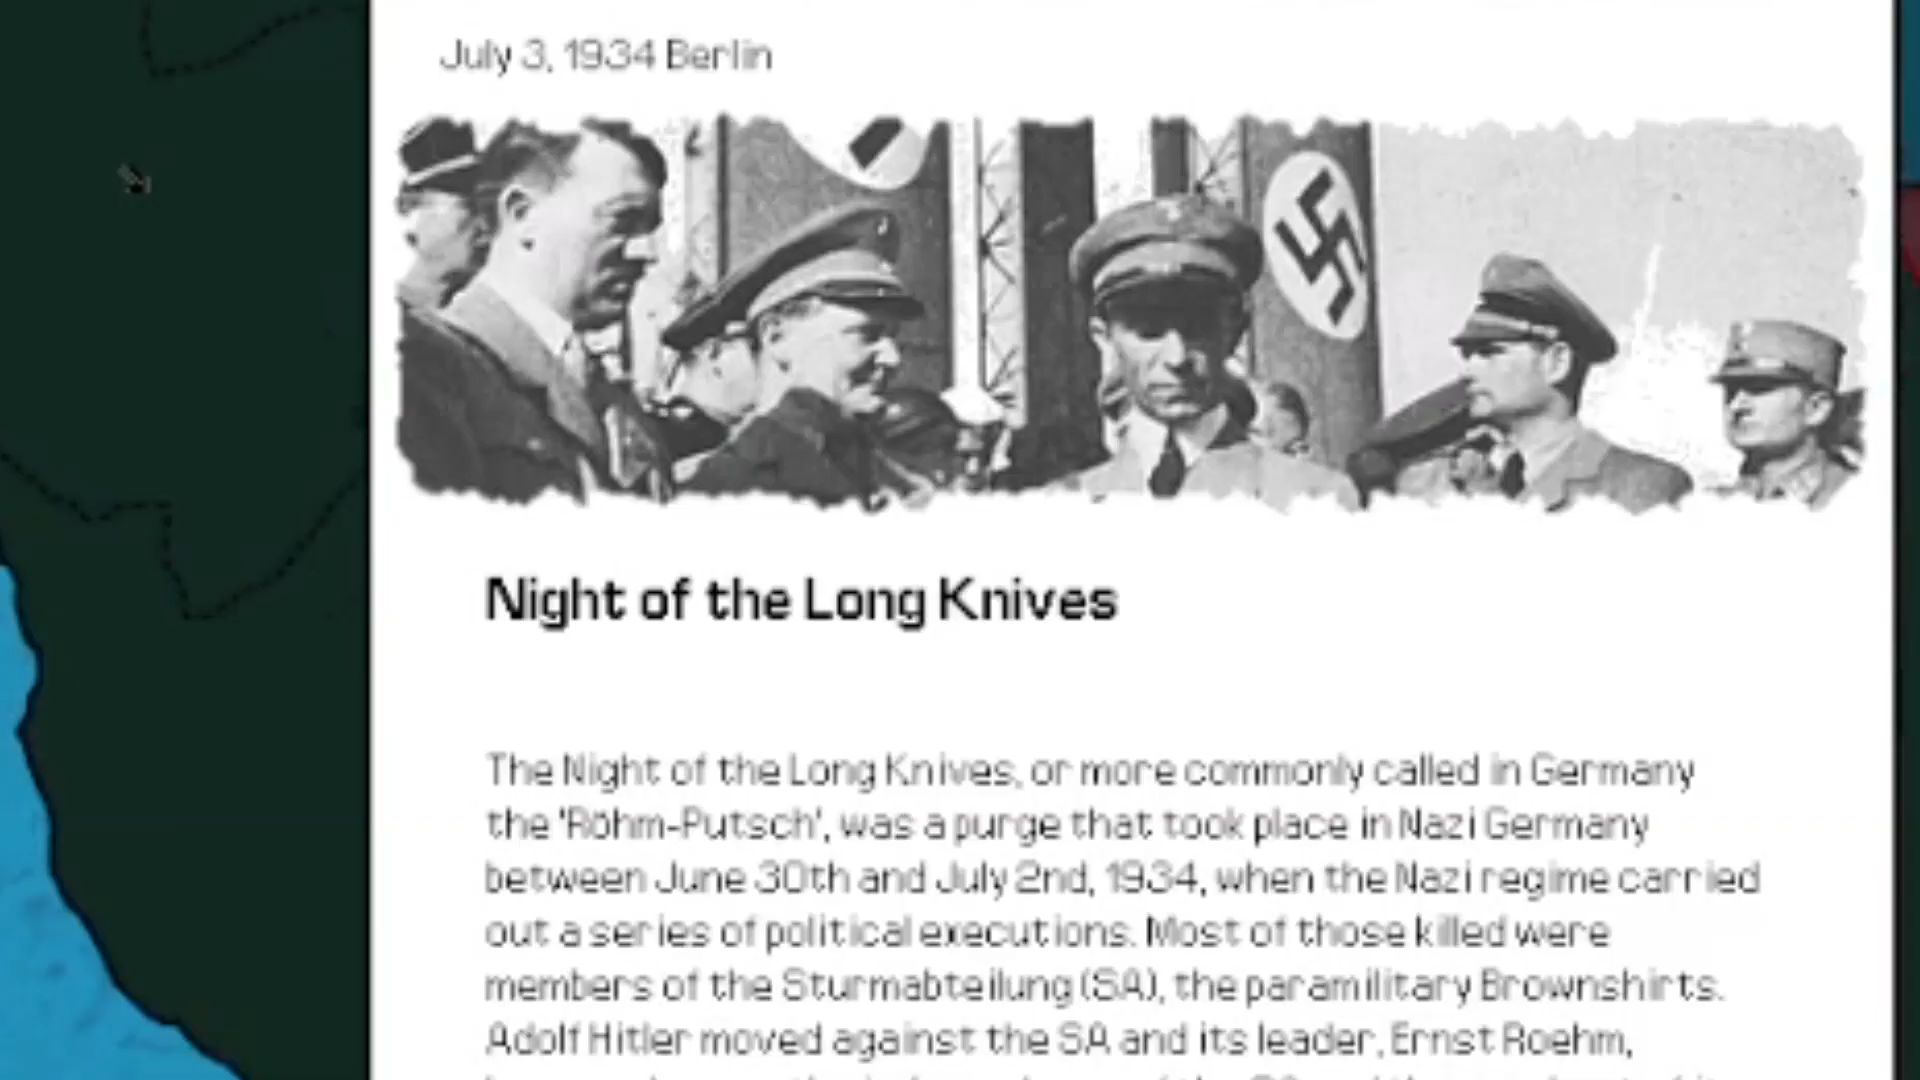 July 3, 1934 Berlin
Night of the Long Knives
The Night of the Long Knives, or more commonly called in Germany
the 'Röhm-Putsch', was a purge that took place in Nazi Germany
between June 30th and July 2nd, 1934, when the Nazi regime carried
out a series of political executions. Most of those killed were
members of the Sturmabteilung (SA), the paramilitary Brownshirts.
Adolf Hitler moved against the SA and its leader, Ernst Roehm,